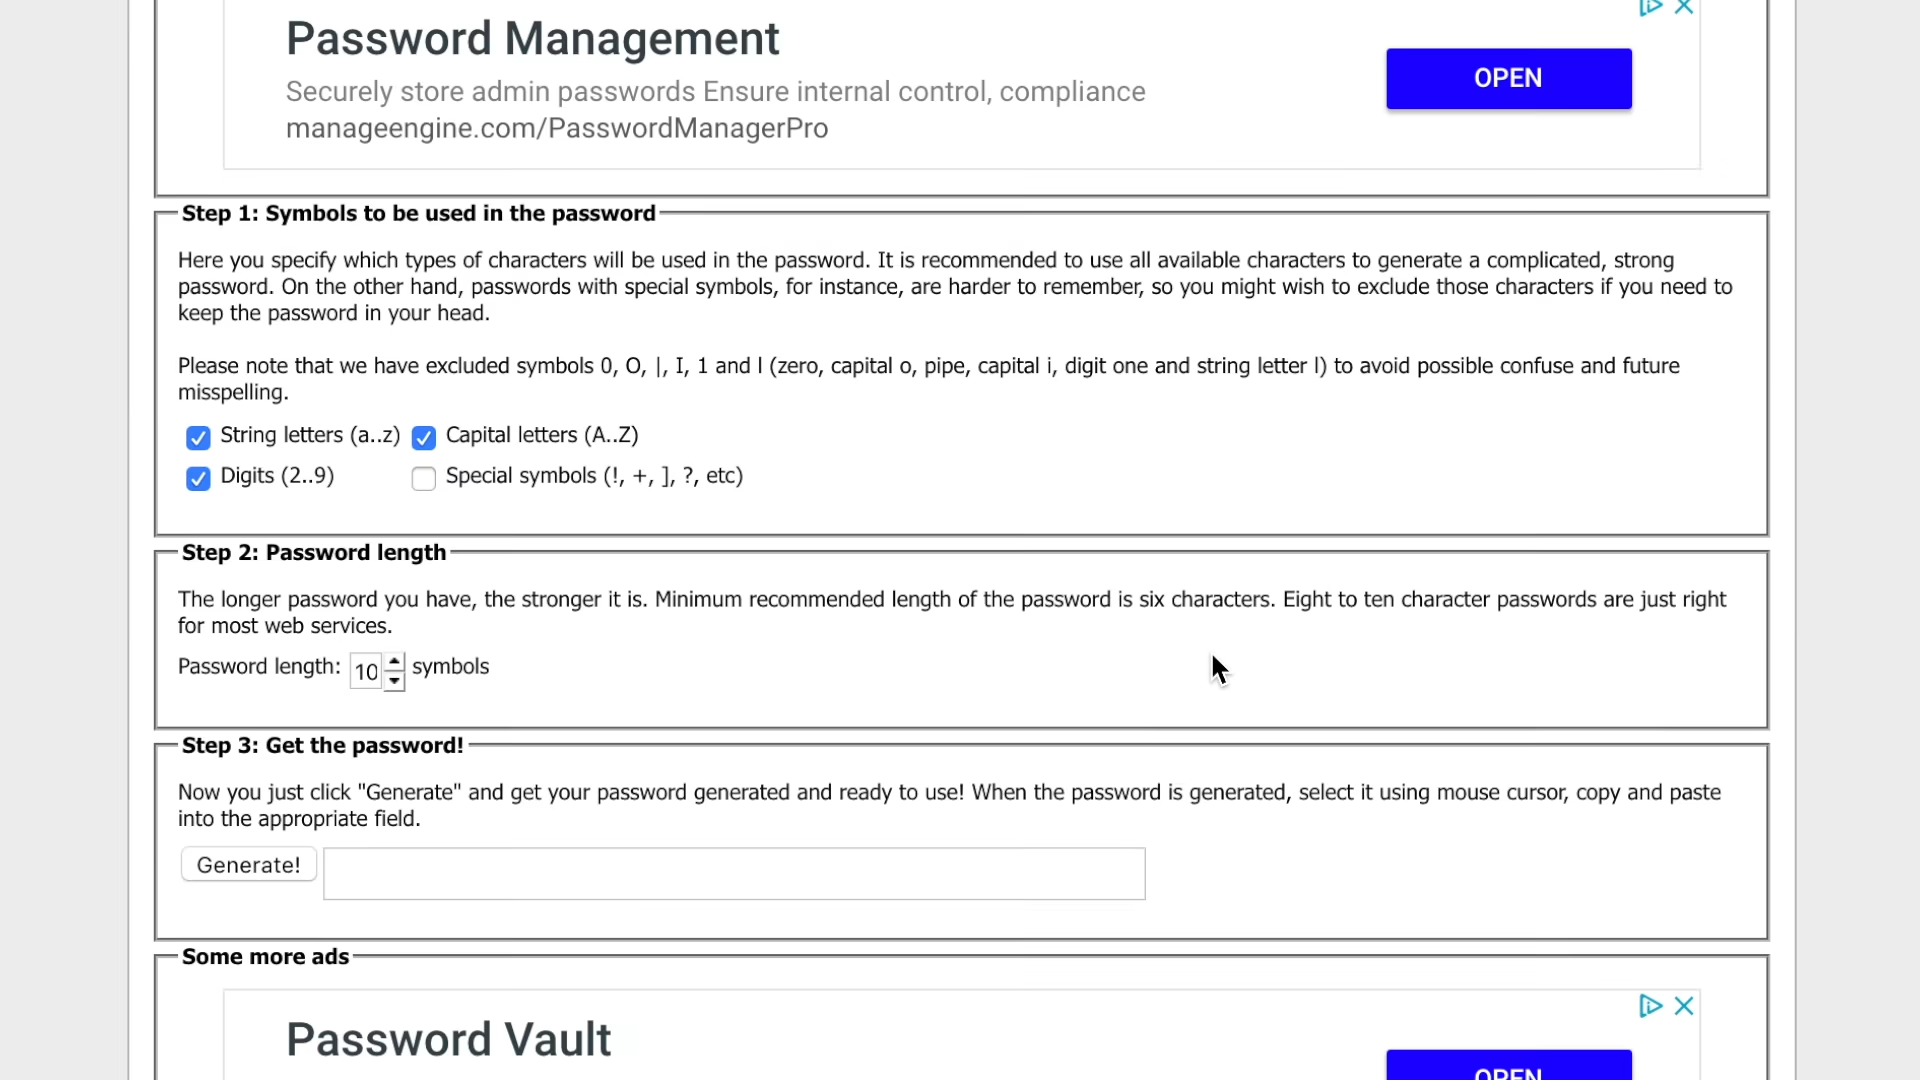 Password Management
Securely store admin passwords Ensure internal control, compliance
manageengine.com/PasswordManagerPro
OPEN
Step 1: Symbols to be used in the password
Here you specify which types of characters will be used in the password. It is recommended to use all available characters to generate a complicated, strong
password. On the other hand, passwords with special symbols, for instance, are harder to remember, so you might wish to exclude those characters if you need to
keep the password in your head.
Please note that we have excluded symbols 0, O, |, I, 1 and l (zero, capital o, pipe, capital i, digit one and string letter l) to avoid possible confuse and future
misspelling.
String letters (a..z) Capital letters (A..Z)
Digits (2..9) Special symbols (!, +, ], ?, etc)
Step 2: Password length
The longer password you have, the stronger it is. Minimum recommended length of the password is six characters. Eight to ten character passwords are just right
for most web services.
Password length: 10 symbols
Step 3: Get the password!
Now you just click "Generate" and get your password generated and ready to use! When the password is generated, select it using mouse cursor, copy and paste
into the appropriate field.
Generate!
Some more ads
Password Vault
OPEN